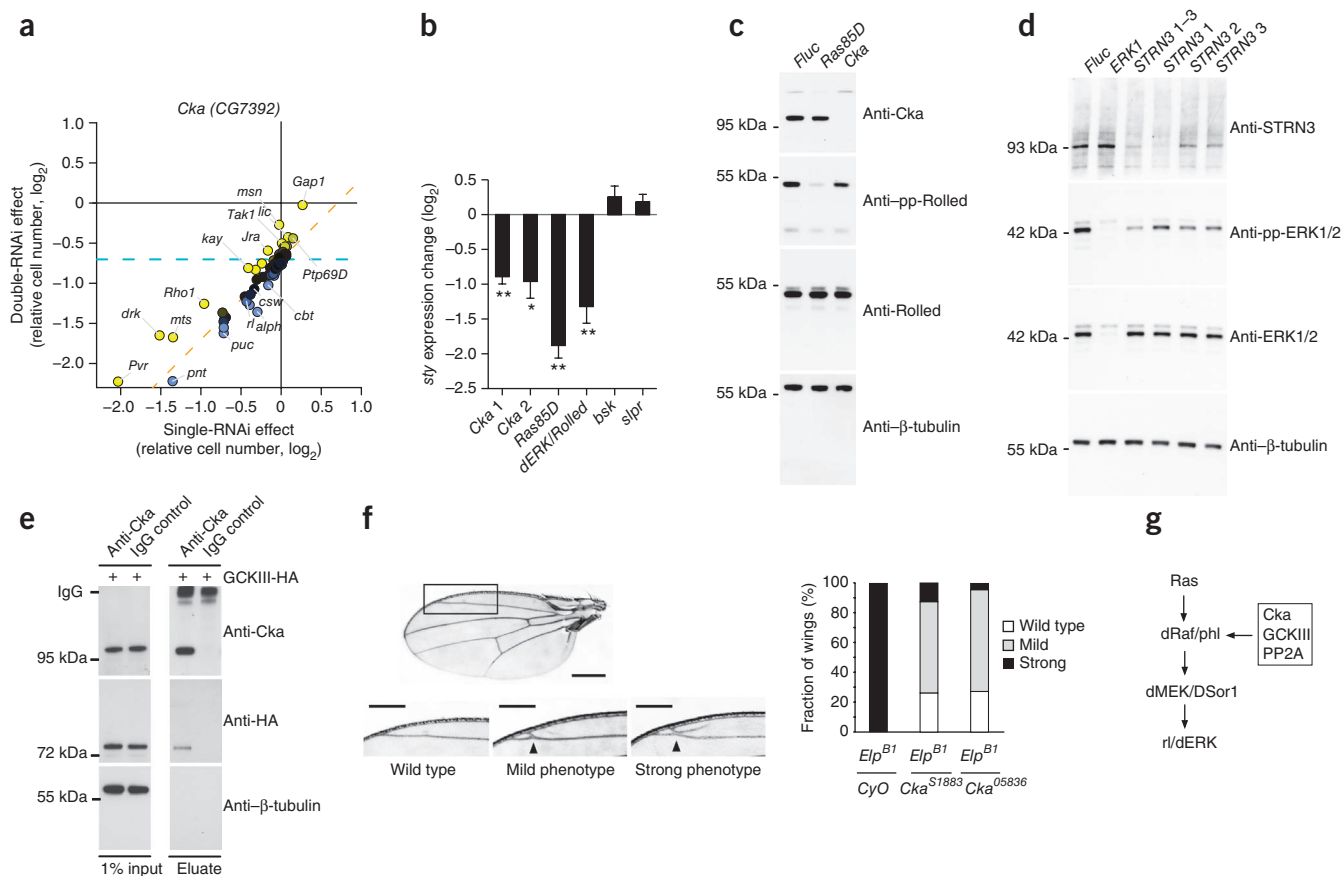 a
Cka (CG7392)
Double-RNAi effect
(relative cell number, log2)
1.0
0.5
0
−0.5
−1.0
−1.5
−2.0
−2.0
−1.5
−1.0
−0.5
0
0.5
1.0
Single-RNAi effect
(relative cell number, log2)
msn
Gap1
Tak1
lic
kay
Jra
Ptp69D
Rho1
csw
cbt
drk
mts
rl
alph
puc
Pvr
pnt
b
sty expression change (log2)
0.5
0
−0.5
−1.0
−1.5
−2.0
−2.5
**
*
**
**
Cka 1
Cka 2
Ras85D
dERK/Rolled
bsk
slpr
c
Fluc
Ras85D
Cka
95 kDa
Anti-Cka
55 kDa
Anti–pp-Rolled
55 kDa
Anti-Rolled
55 kDa
Anti–β-tubulin
d
Fluc
ERK1
STRN3 1–3
STRN3 1
STRN3 2
STRN3 3
93 kDa
Anti-STRN3
42 kDa
Anti-pp-ERK1/2
42 kDa
Anti-ERK1/2
55 kDa
Anti–β-tubulin
e
Anti-Cka
IgG control
Anti-Cka
IgG control
+ + + + GCKIII-HA
IgG
Anti-Cka
95 kDa
Anti-HA
72 kDa
55 kDa
Anti–β-tubulin
1% input
Eluate
f
Wild type
Mild phenotype
Strong phenotype
Fraction of wings (%)
100
80
60
40
20
0
Wild type
Mild
Strong
ElpB1
CyO
ElpB1
CkaS1883
ElpB1
Cka05836
g
Ras
dRaf/phl
Cka
GCKIII
PP2A
dMEK/DSor1
rl/dERK